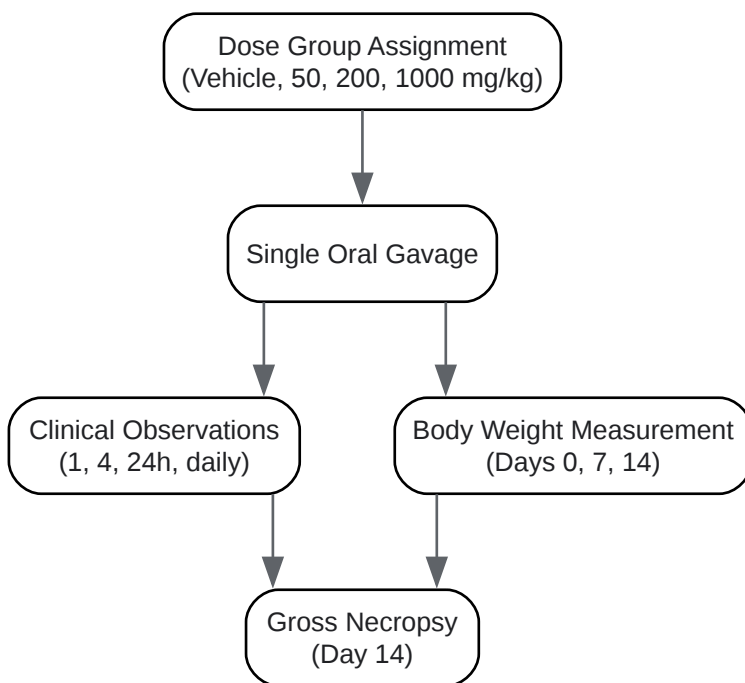 Dose Group Assignment
(Vehicle, 50, 200, 1000 mg/kg)
Single Oral Gavage
Clinical Observations
(1, 4, 24h, daily)
Body Weight Measurement
(Days 0, 7, 14)
Gross Necropsy
(Day 14)